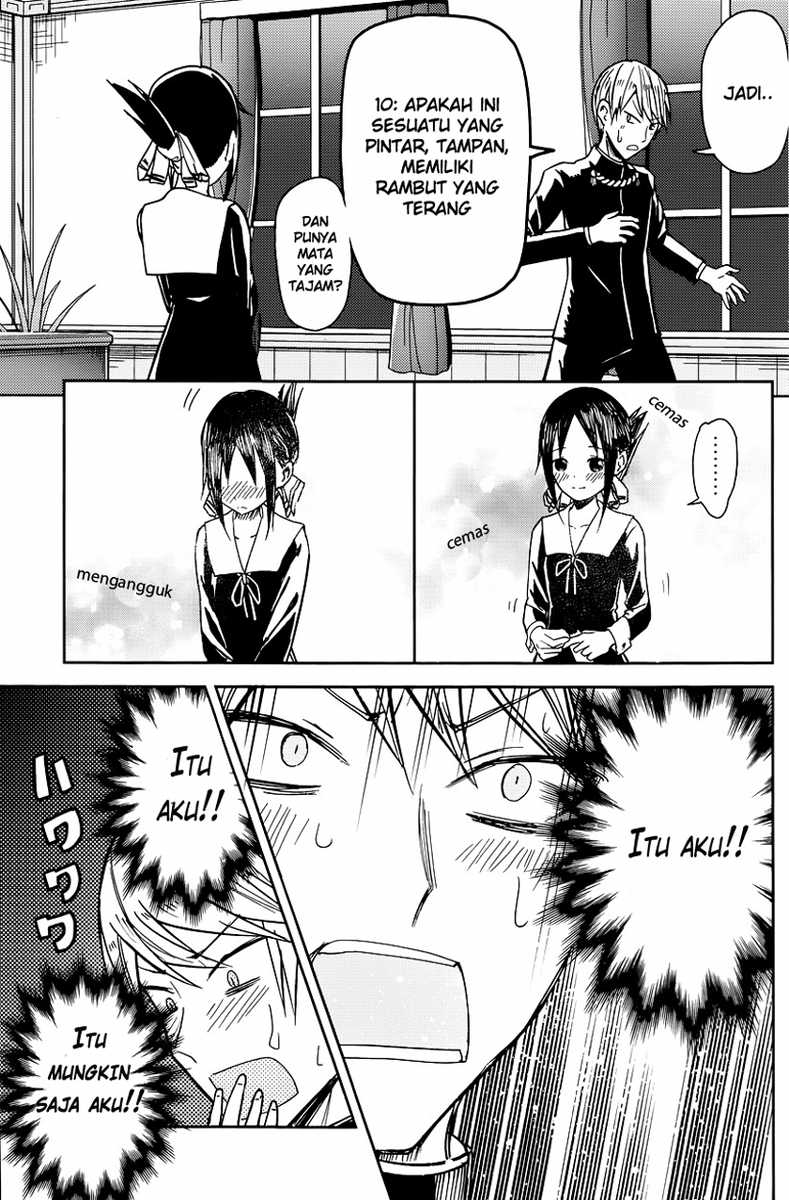 JADI..
10: APAKAH INI
SESUATU YANG
PINTAR, TAMPAN,
MEMILIKI
RAMBUT YANG
TERANG
DAN
PUNYA
MATA
YANG
TAJAM?
cemas
........
cemas
mengangguk
ITU AKU!!
ITU
AKU!!
ハワワワ
ITU
MUNGKIN
SAJA AKU!!